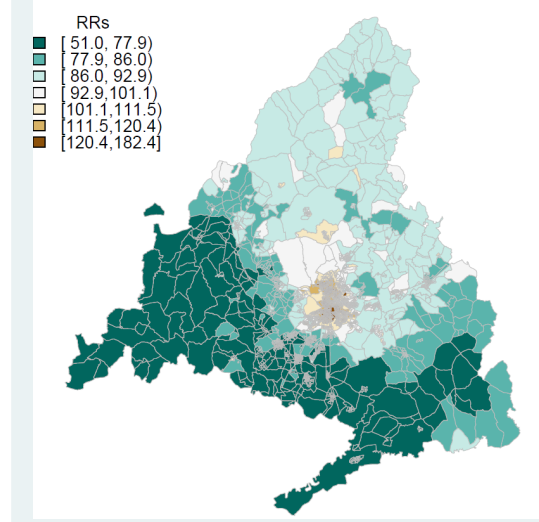 RRs
[ 51.0, 77.9)
[ 77.9, 86.0)
[ 86.0, 92.9)
[ 92.9,101.1)
[101.1,111.5)
[111.5,120.4)
[120.4,182.4]